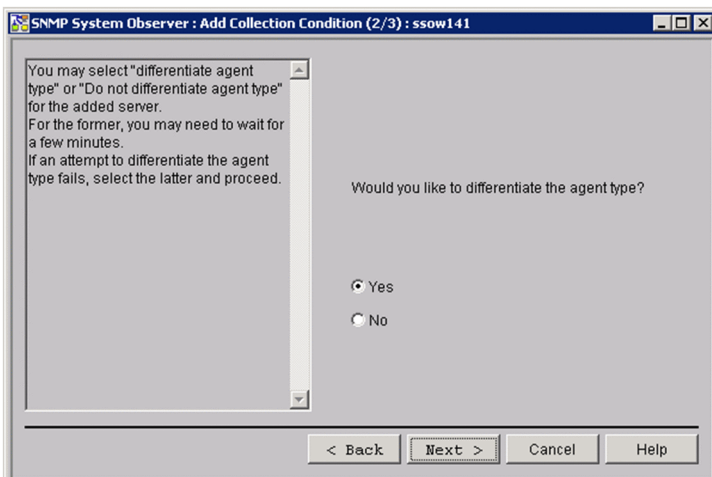 SNMP System Observer : Add Collection Condition (2/3) : ssow141
You may select "differentiate agent
type" or "Do not differentiate agent type"
for the added server.
For the former, you may need to wait for
a few minutes.
If an attempt to differentiate the agent
type fails, select the latter and proceed.
Would you like to differentiate the agent type?
Yes
No
< Back
Next >
Cancel
Help